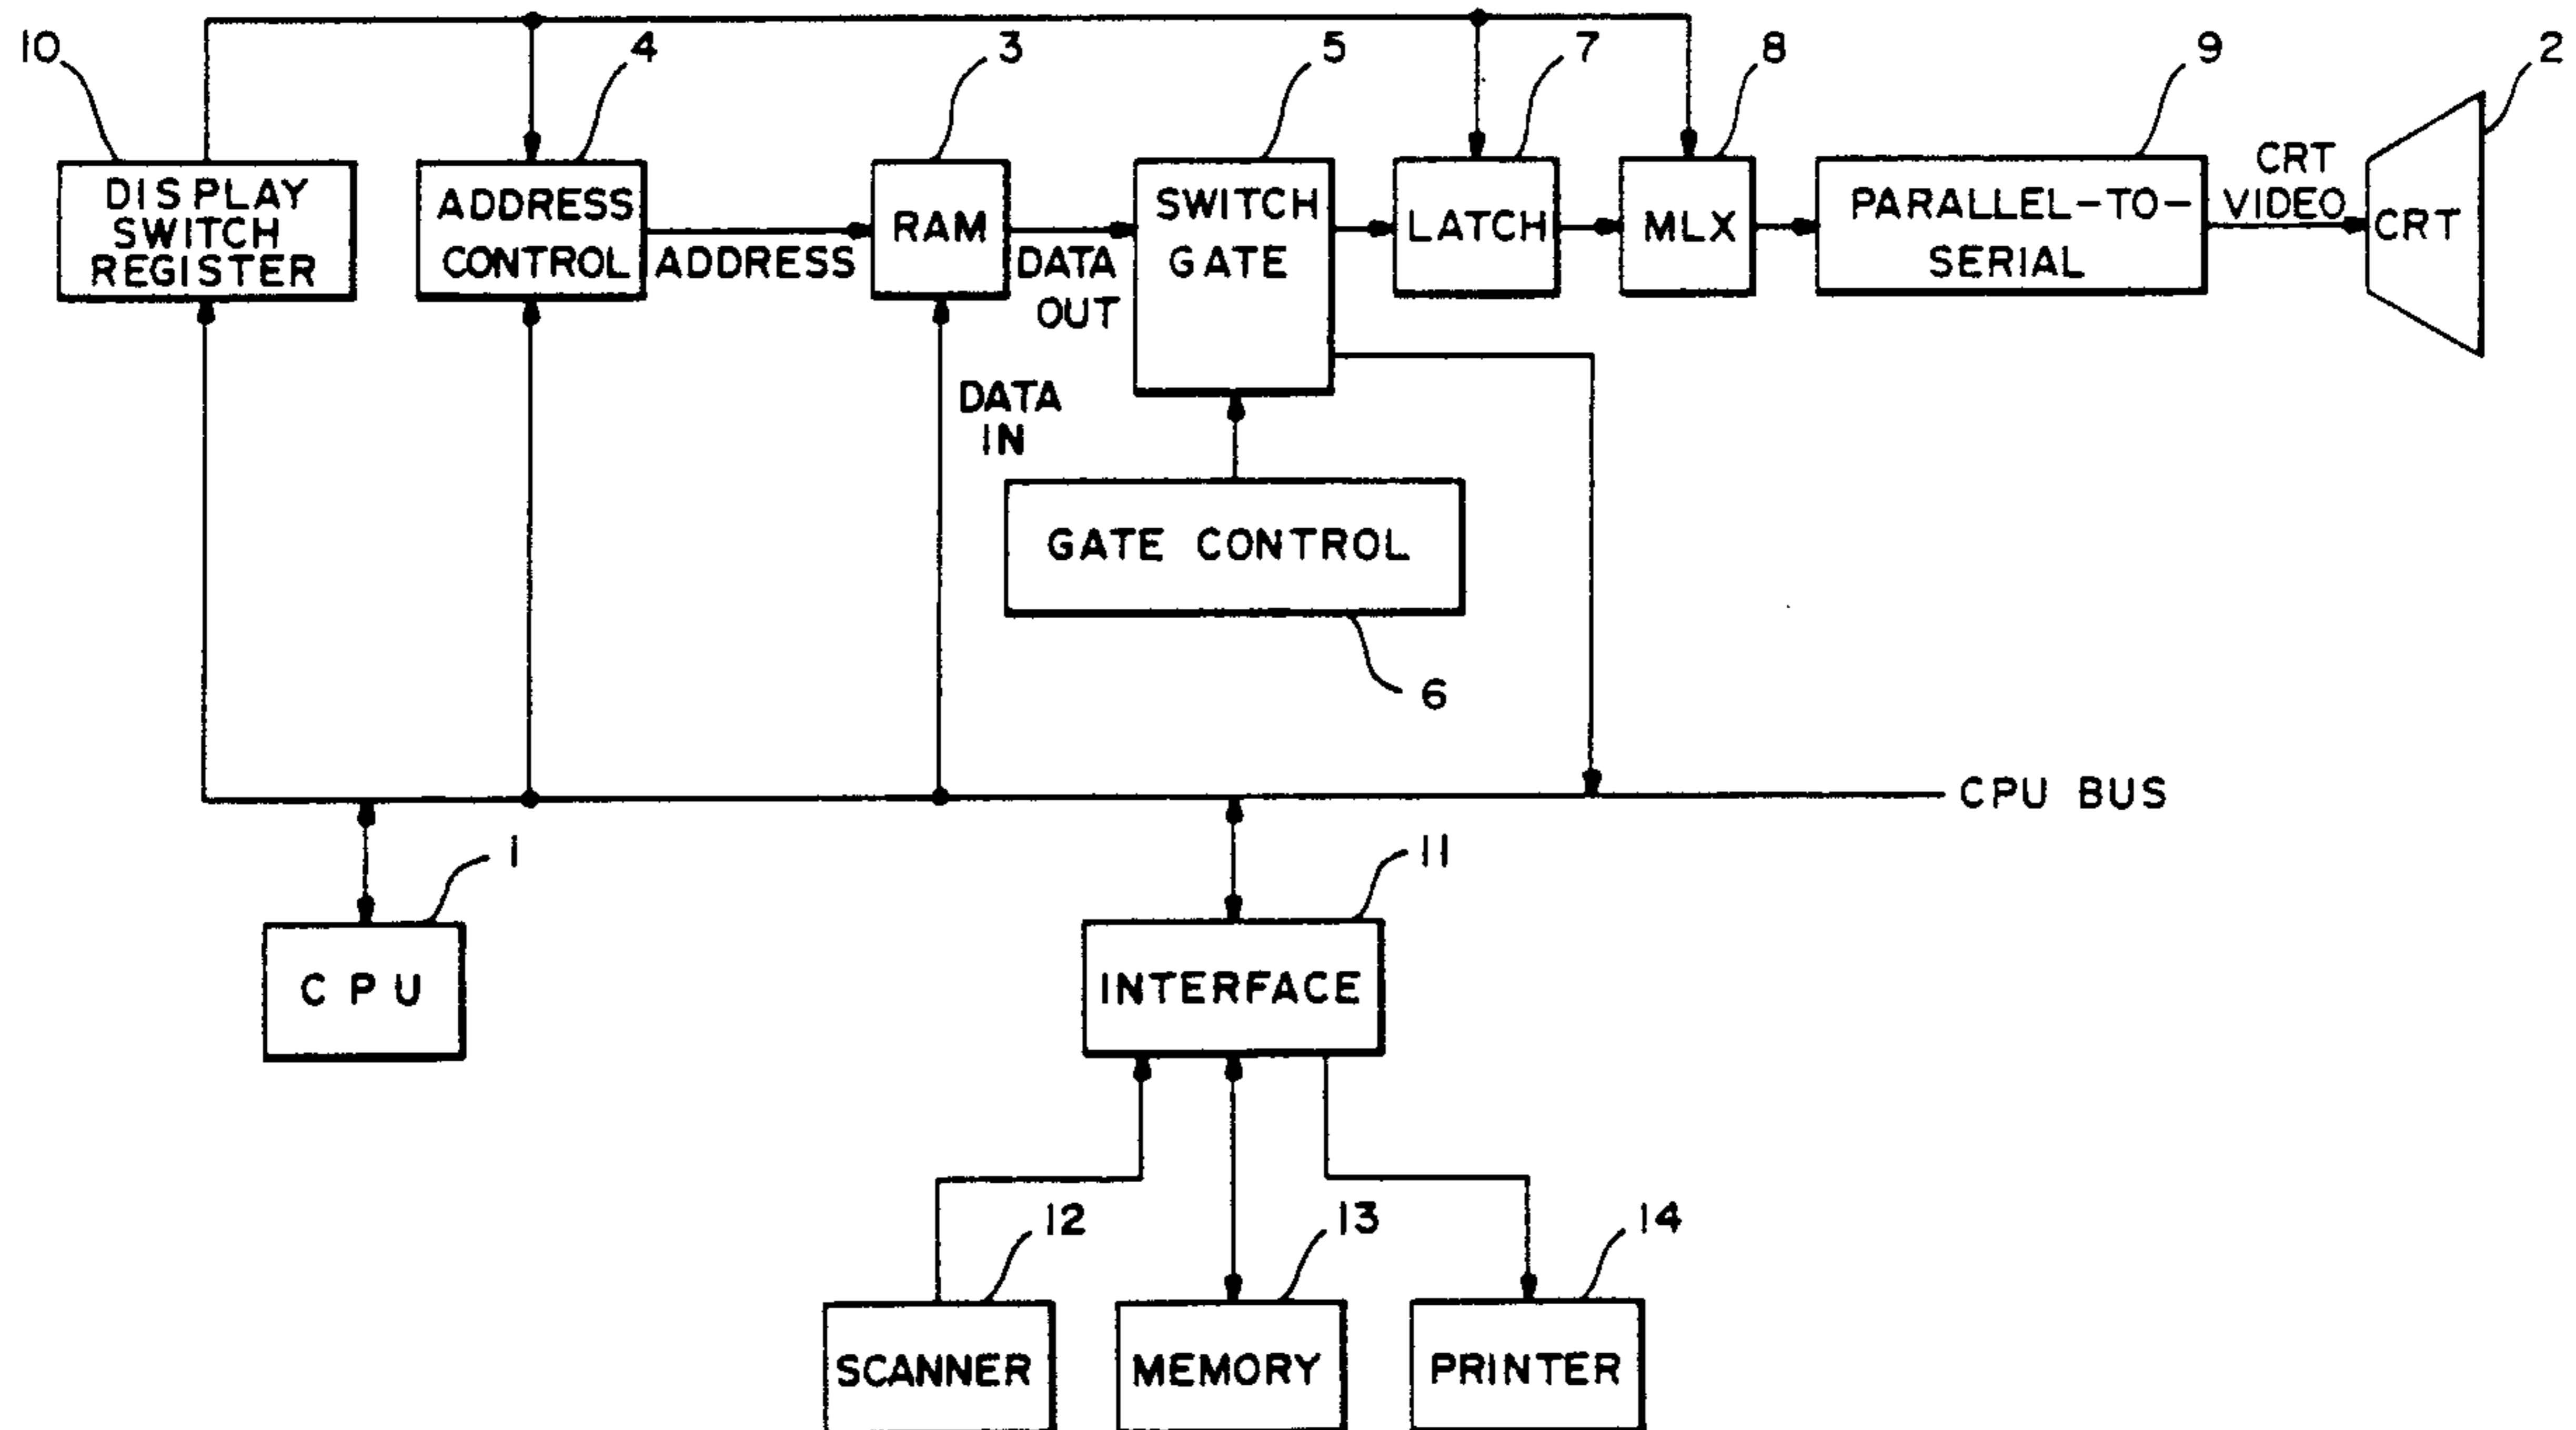 10
4
3
5
7
8
9
2
DISPLAY
SWITCH
REGISTER
ADDRESS
CONTROL
ADDRESS
RAM
DATA
OUT
SWITCH
GATE
LATCH
MLX
PARALLEL-TO-
SERIAL
CRT
VIDEO
CRT
DATA
IN
GATE CONTROL
6
CPU BUS
1
11
CPU
INTERFACE
12
13
14
SCANNER
MEMORY
PRINTER